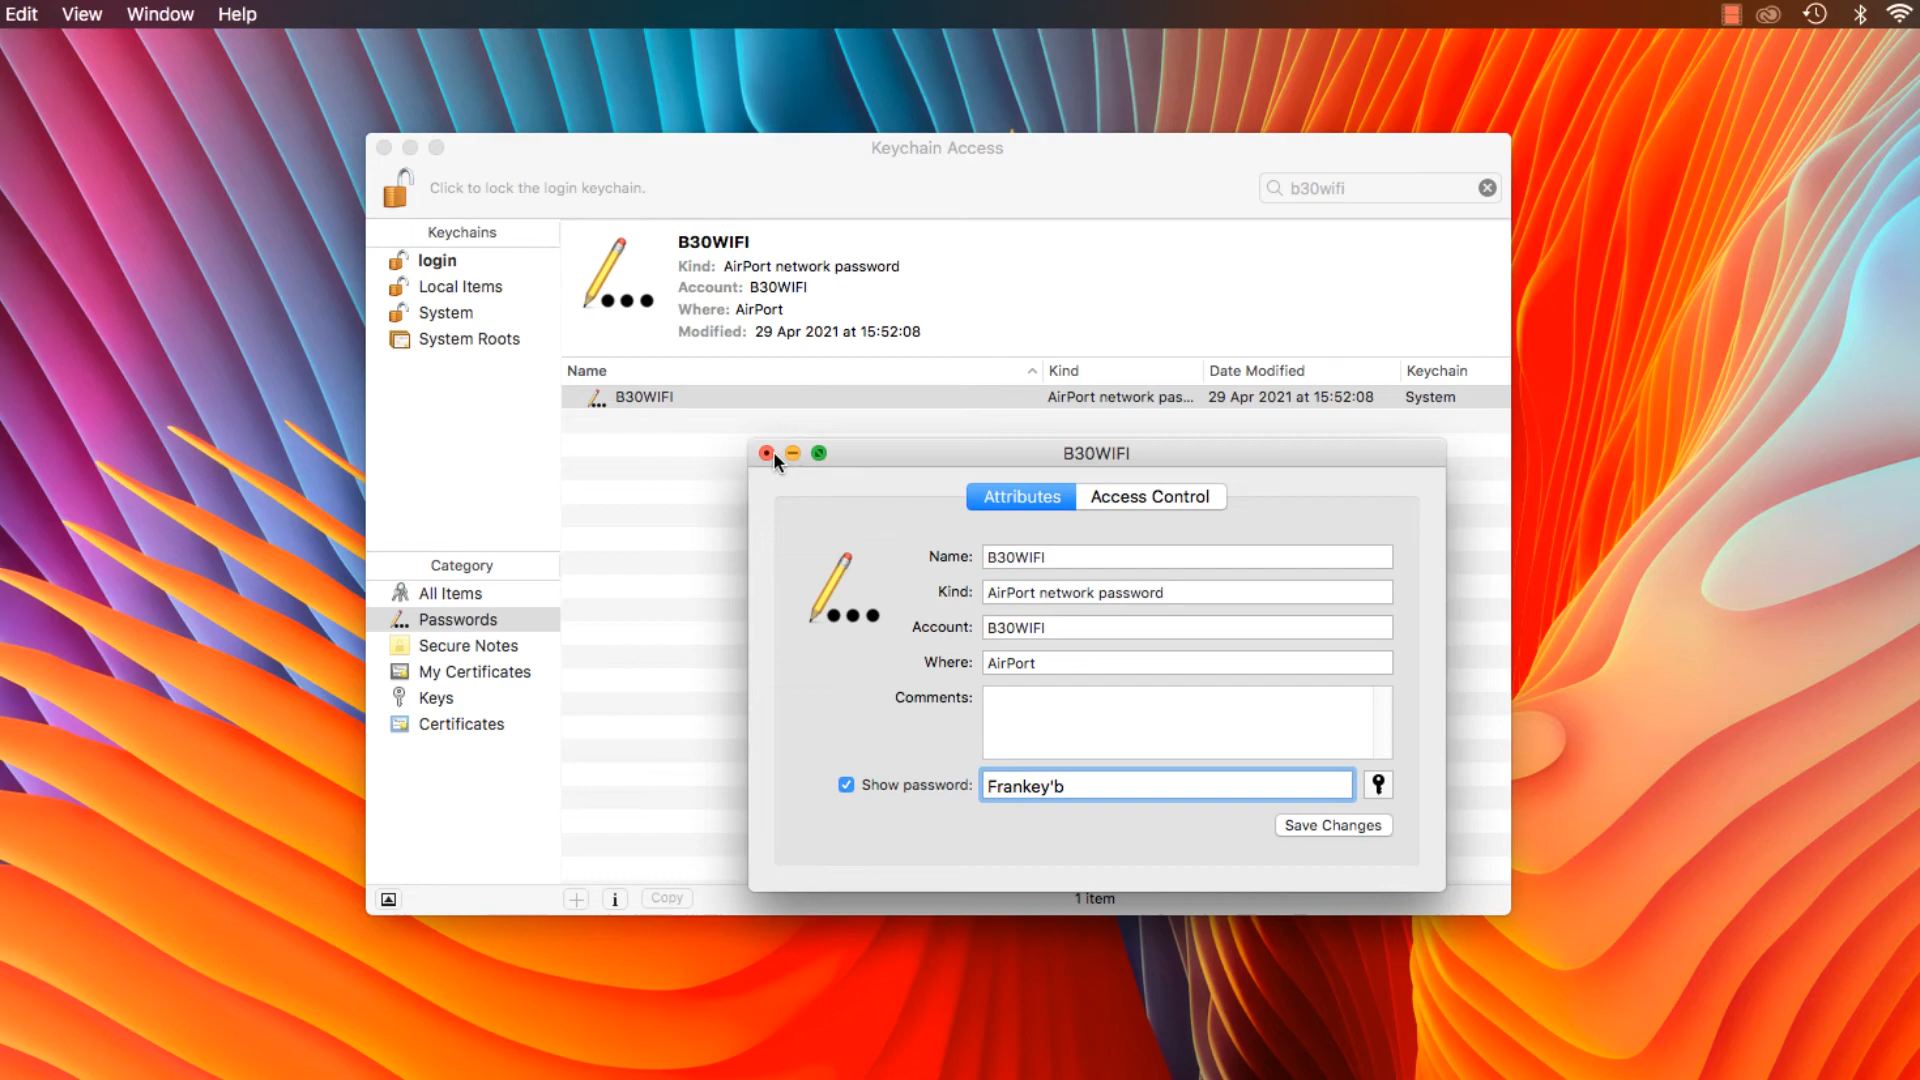 Edit View Window Help
Keychain Access
Click to lock the login keychain.
b30wifi
Keychains
login
Local Items
System
System Roots
B30WIFI
Kind: AirPort network password
Account: B30WIFI
Where: AirPort
Modified: 29 Apr 2021 at 15:52:08
Name Kind Date Modified Keychain
B30WIFI AirPort network pas... 29 Apr 2021 at 15:52:08 System
B30WIFI
Attributes Access Control
Name: B30WIFI
Kind: AirPort network password
Account: B30WIFI
Where: AirPort
Comments:
Show password: Frankey'b
Save Changes
Category
All Items
Passwords
Secure Notes
My Certificates
Keys
Certificates
Copy
1 item